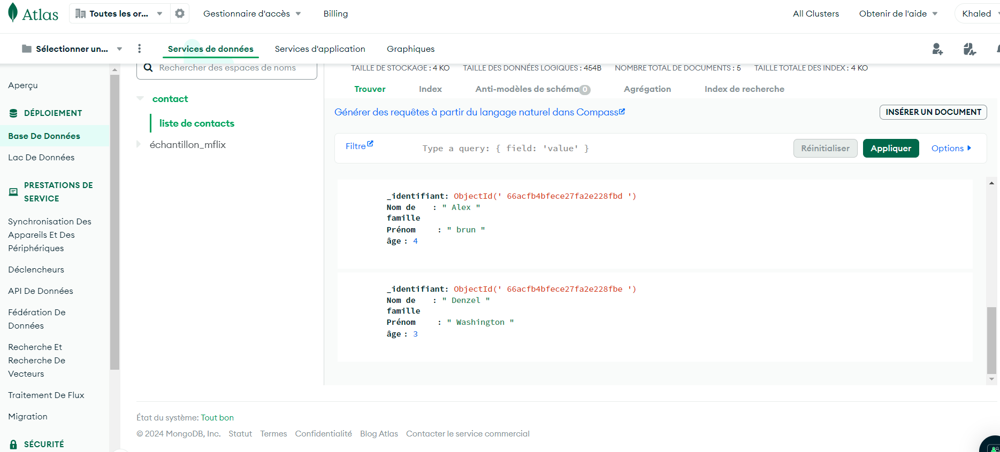 Atlas
Toutes les or...
Gestionnaire d'accès
Billing
All Clusters
Obtenir de l'aide
Khaled
Sélectionner un...
Services de données
Services d'application
Graphiques
Aperçu
DÉPLOIEMENT
Base De Données
Lac De Données
PRESTATIONS DE
SERVICE
Synchronisation Des
Appareils Et Des
Périphériques
Déclencheurs
API De Données
Fédération De
Données
Recherche Et
Recherche De
Vecteurs
Traitement De Flux
Migration
SÉCURITÉ
Rechercher des espaces de noms
contact
liste de contacts
échantillon_mflix
TAILLE DE STOCKAGE : 4 KO TAILLE DES DONNÉES LOGIQUES : 454B NOMBRE TOTAL DE DOCUMENTS : 5 TAILLE TOTALE DES INDEX : 4 KO
Trouver Index Anti-modèles de schéma 0 Agrégation Index de recherche
Générer des requêtes à partir du langage naturel dans Compass
INSÉRER UN DOCUMENT
Filtre Type a query: { field: 'value' } Réinitialiser Appliquer Options
_identifiant: ObjectId(' 66acfb4bfece27fa2e228fbd ')
Nom de : " Alex "
famille
Prénom : " brun "
âge : 4
_identifiant: ObjectId(' 66acfb4bfece27fa2e228fbe ')
Nom de : " Denzel "
famille
Prénom : " Washington "
âge : 3
État du système: Tout bon
© 2024 MongoDB, Inc. Statut Termes Confidentialité Blog Atlas Contacter le service commercial